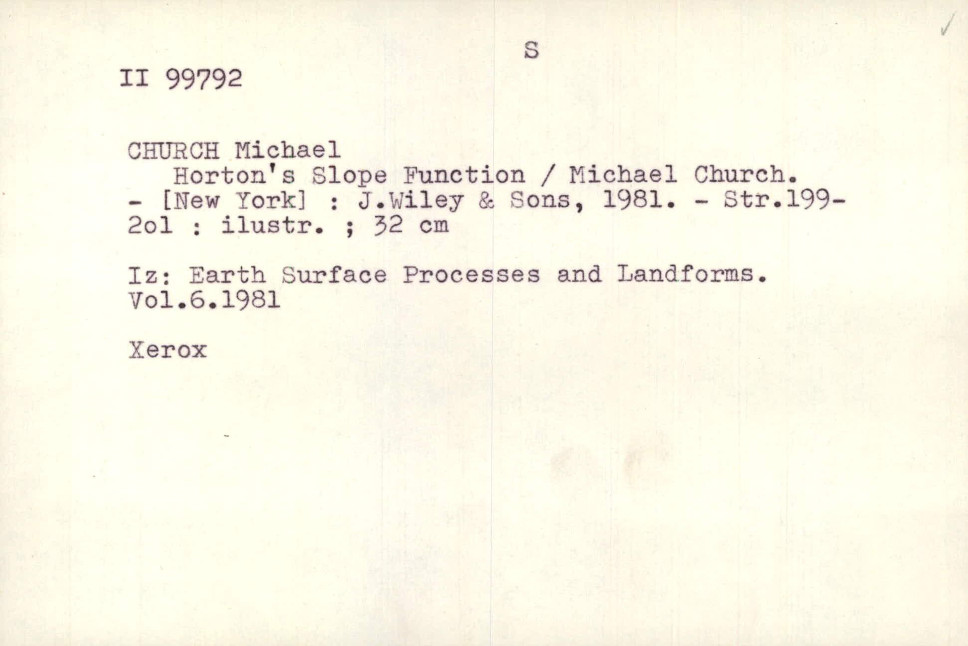 S
II 99792
CHURCH Michael
Horton's Slope Function / Michael Church.
- [New York] : J.Wiley & Sons, 1981. - Str.199-
2ol : ilustr. ; 32 cm
Iz: Earth Surface Processes and Landforms.
Vol.6.1981
Xerox